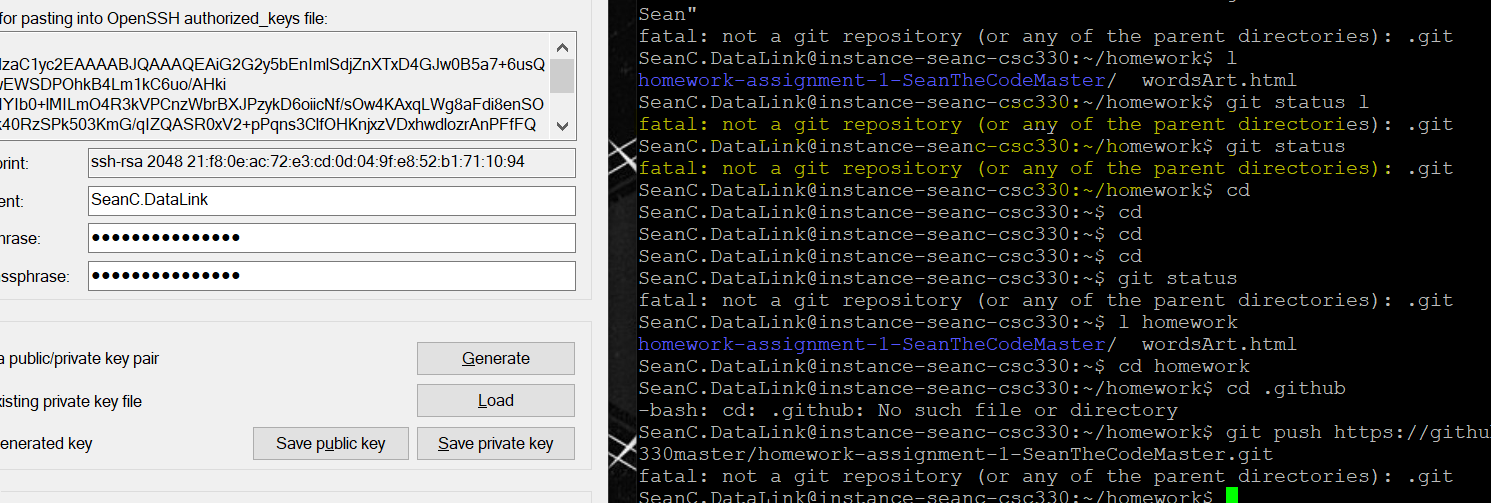 for pasting into OpenSSH authorized_keys file:
IzaC1yc2EAAAABJQAAAQEAiG2G2y5bEnImlSdjZnXTxD4GJw0B5a7+6usQ
vEWSDPOhkB4Lm1kC6uo/AHki
IYIb0+lMILmO4R3kVPCnzWbrBXJPzykD6oiicNf/sOw4KAxqLWg8aFdi8enSO
k40RzSPk503KmG/qIZQASR0xV2+pPqns3ClfOHKnjxzVDxhwdlozrAnPFfFQ
rint: ssh-rsa 2048 21:f8:0e:ac:72:e3:cd:0d:04:9f:e8:52:b1:71:10:94
ent: SeanC.DataLink
hrase: ●●●●●●●●●●●●●●●
ssphrase: ●●●●●●●●●●●●●●●
a public/private key pair Generate
xisting private key file Load
enerated key Save public key Save private key
Sean"
fatal: not a git repository (or any of the parent directories): .git
SeanC.DataLink@instance-seanc-csc330:~/homework$ l
homework-assignment-1-SeanTheCodeMaster/ wordsArt.html
SeanC.DataLink@instance-seanc-csc330:~/homework$ git status l
fatal: not a git repository (or any of the parent directories): .git
SeanC.DataLink@instance-seanc-csc330:~/homework$ git status
fatal: not a git repository (or any of the parent directories): .git
SeanC.DataLink@instance-seanc-csc330:~/homework$ cd
SeanC.DataLink@instance-seanc-csc330:~$ cd
SeanC.DataLink@instance-seanc-csc330:~$ cd
SeanC.DataLink@instance-seanc-csc330:~$ cd
SeanC.DataLink@instance-seanc-csc330:~$ git status
fatal: not a git repository (or any of the parent directories): .git
SeanC.DataLink@instance-seanc-csc330:~$ l homework
homework-assignment-1-SeanTheCodeMaster/ wordsArt.html
SeanC.DataLink@instance-seanc-csc330:~$ cd homework
SeanC.DataLink@instance-seanc-csc330:~/homework$ cd .github
-bash: cd: .github: No such file or directory
SeanC.DataLink@instance-seanc-csc330:~/homework$ git push https://githu
330master/homework-assignment-1-SeanTheCodeMaster.git
fatal: not a git repository (or any of the parent directories): .git
SeanC.DataLink@instance-seanc-csc330:~/homework$